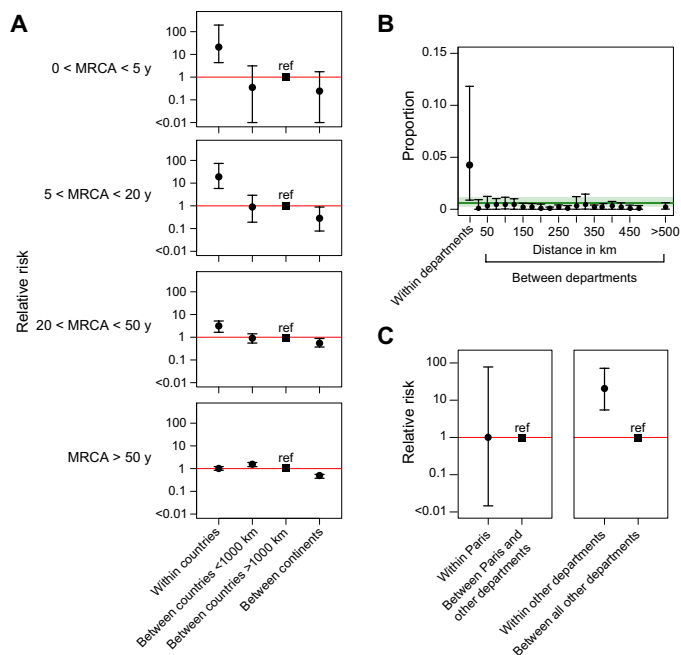 A
Relative risk
0 < MRCA < 5 y
100
10
1
0.1
<0.01
ref
5 < MRCA < 20 y
100
10
1
0.1
<0.01
ref
20 < MRCA < 50 y
100
10
1
0.1
<0.01
ref
MRCA > 50 y
100
10
1
0.1
<0.01
ref
Within countries
Between countries <1000 km
Between countries >1000 km
Between continents
B
Proportion
0.15
0.10
0.05
0
Within departments
50
150
250
350
450
>500
Distance in km
Between departments
C
Relative risk
100
10
1
0.1
<0.01
ref
ref
Within Paris
Between Paris and
other departments
Within other departments
Between all other departments